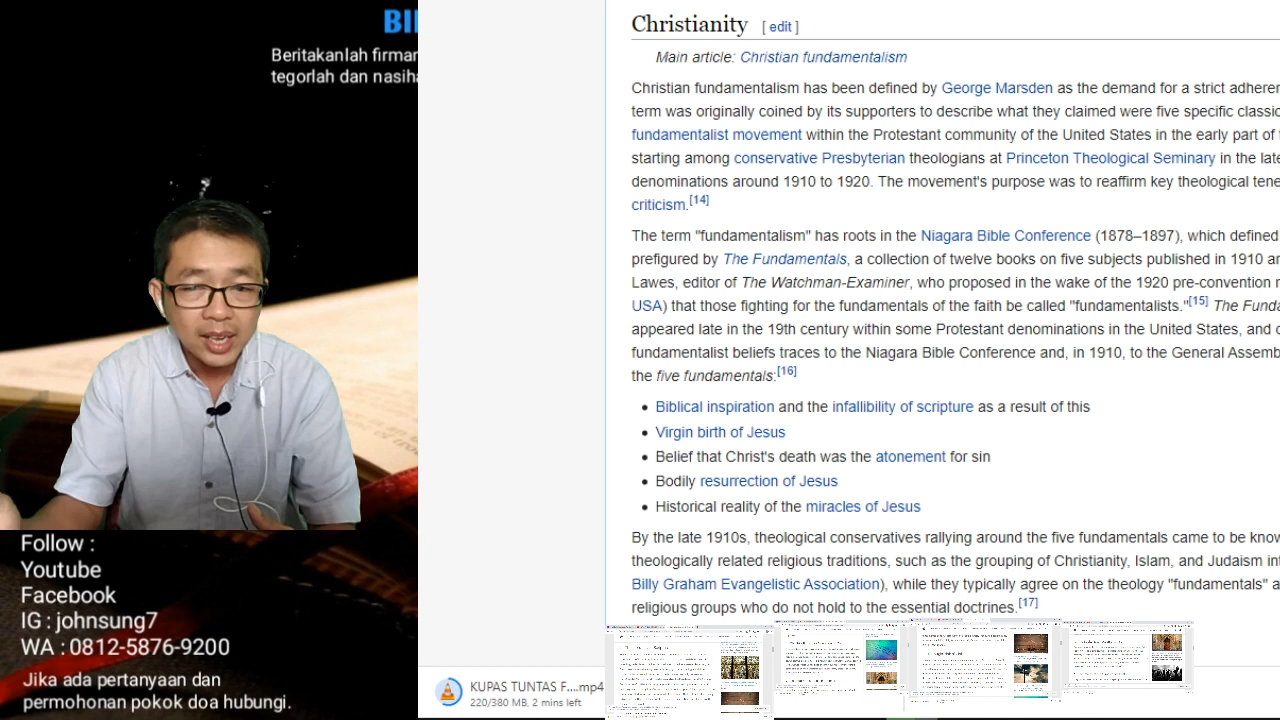 BI
Beritakanlah firman
tegorlah dan nasiha
Follow :
Youtube
Facebook
IG : johnsung7
WA : 0812-5876-9200
Jika ada pertanyaan dan
ohonan pokok doa hubungi.
Christianity [ edit ]
Main article: Christian fundamentalism
Christian fundamentalism has been defined by George Marsden as the demand for a strict adheren
term was originally coined by its supporters to describe what they claimed were five specific classic
fundamentalist movement within the Protestant community of the United States in the early part of t
starting among conservative Presbyterian theologians at Princeton Theological Seminary in the late
denominations around 1910 to 1920. The movement's purpose was to reaffirm key theological tene
criticism.[14]
The term "fundamentalism" has roots in the Niagara Bible Conference (1878–1897), which defined
prefigured by The Fundamentals, a collection of twelve books on five subjects published in 1910 an
Lawes, editor of The Watchman-Examiner, who proposed in the wake of the 1920 pre-convention m
USA) that those fighting for the fundamentals of the faith be called "fundamentalists."[15] The Funda
appeared late in the 19th century within some Protestant denominations in the United States, and c
fundamentalist beliefs traces to the Niagara Bible Conference and, in 1910, to the General Assemb
the five fundamentals:[16]
• Biblical inspiration and the infallibility of scripture as a result of this
• Virgin birth of Jesus
• Belief that Christ's death was the atonement for sin
• Bodily resurrection of Jesus
• Historical reality of the miracles of Jesus
By the late 1910s, theological conservatives rallying around the five fundamentals came to be know
theologically related religious traditions, such as the grouping of Christianity, Islam, and Judaism in
Billy Graham Evangelistic Association), while they typically agree on the theology "fundamentals" a
religious groups who do not hold to the essential doctrines.[17]
KUPAS TUNTAS F....mp4
220/380 MB, 2 mins left